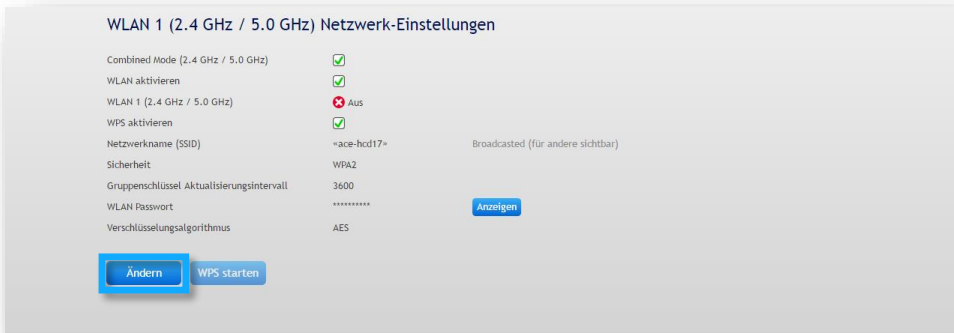 WLAN 1 (2.4 GHz / 5.0 GHz) Netzwerk-Einstellungen
Combined Mode (2.4 GHz / 5.0 GHz)
WLAN aktivieren
WLAN 1 (2.4 GHz / 5.0 GHz) Aus
WPS aktivieren
Netzwerkname (SSID) «ace-hcd17» Broadcasted (für andere sichtbar)
Sicherheit WPA2
Gruppenschlüssel Aktualisierungsintervall 3600
WLAN Passwort ********** Anzeigen
Verschlüsselungsalgorithmus AES
Ändern WPS starten